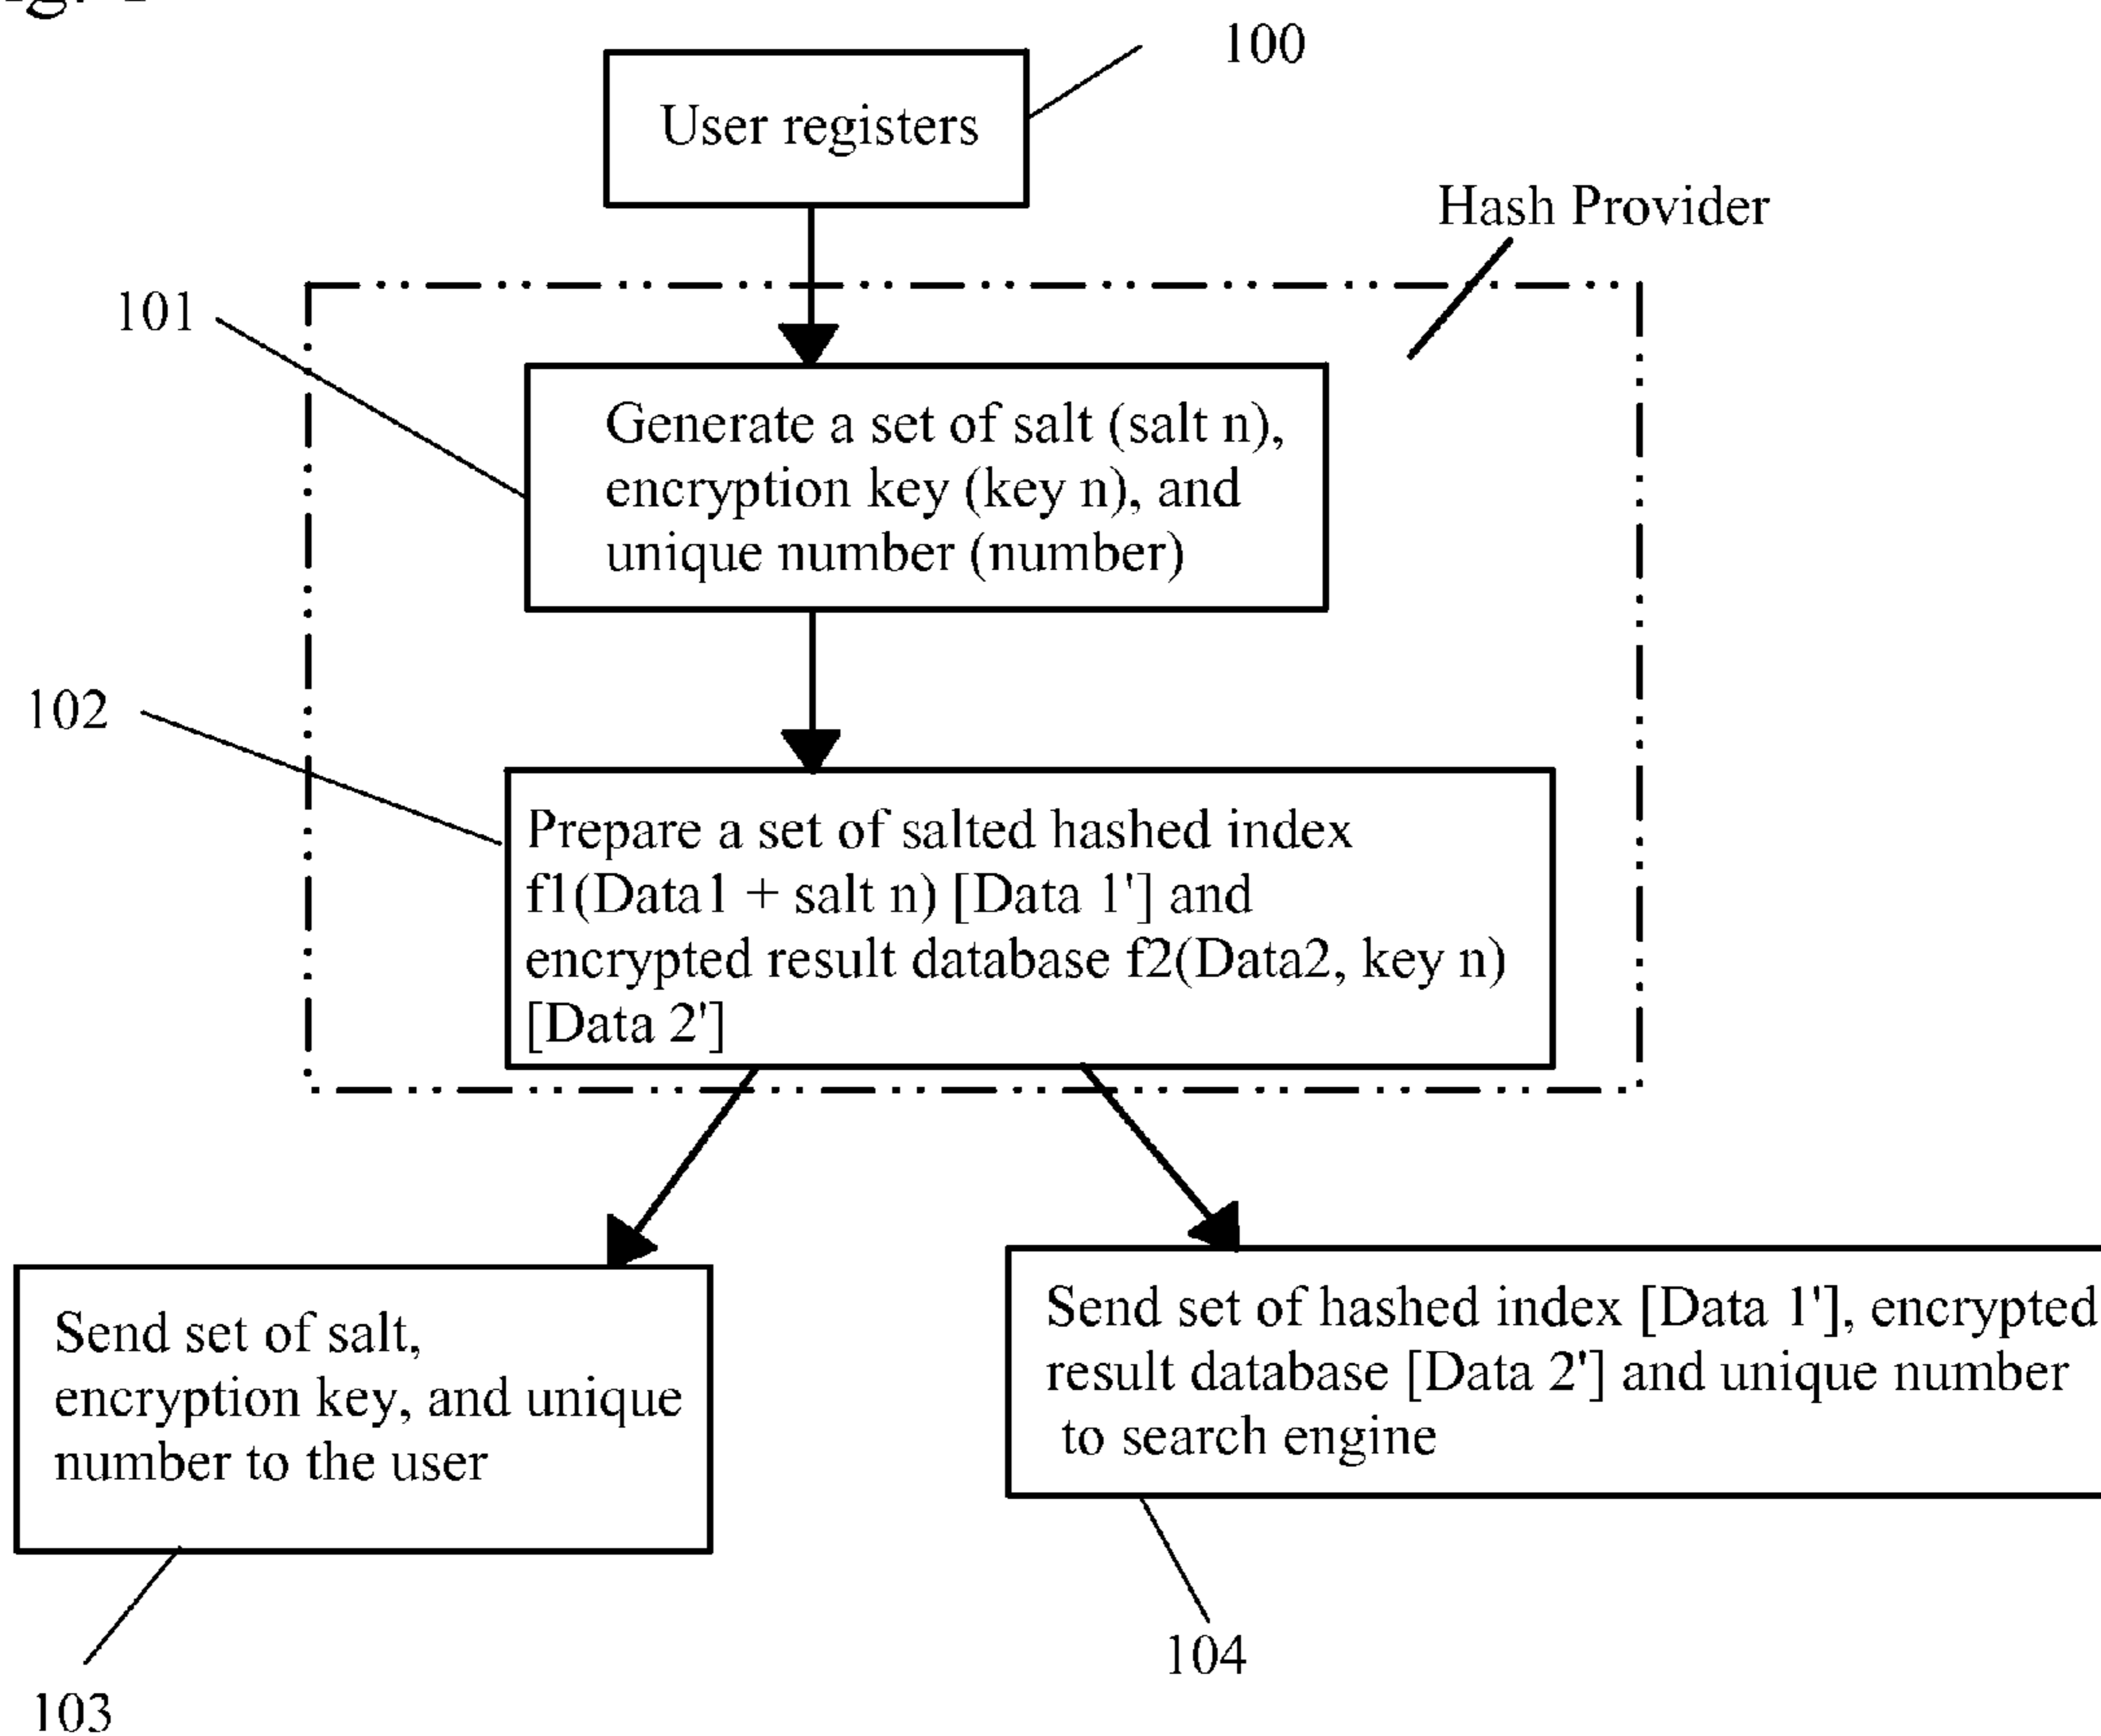 100
User registers
Hash Provider
101
Generate a set of salt (salt n),
encryption key (key n), and
unique number (number)
102
Prepare a set of salted hashed index
f1(Data1 + salt n) [Data 1'] and
encrypted result database f2(Data2, key n)
[Data 2']
Send set of salt,
encryption key, and unique
number to the user
Send set of hashed index [Data 1'], encrypted
result database [Data 2'] and unique number
to search engine
104
103